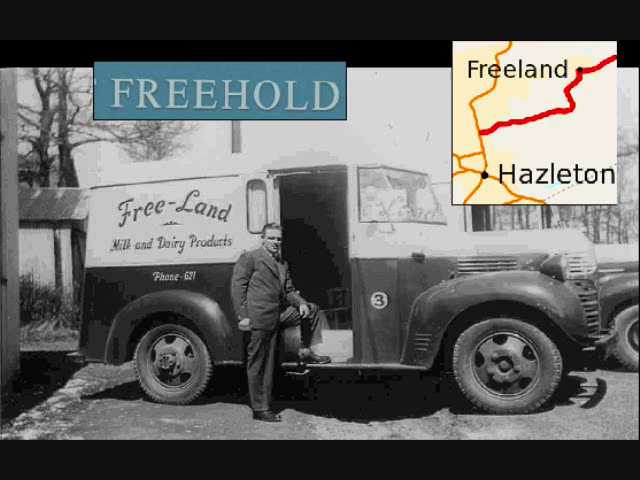 FREEHOLD
Freeland
Hazleton
Free-Land
Milk and Dairy Products
Phone - 621
3